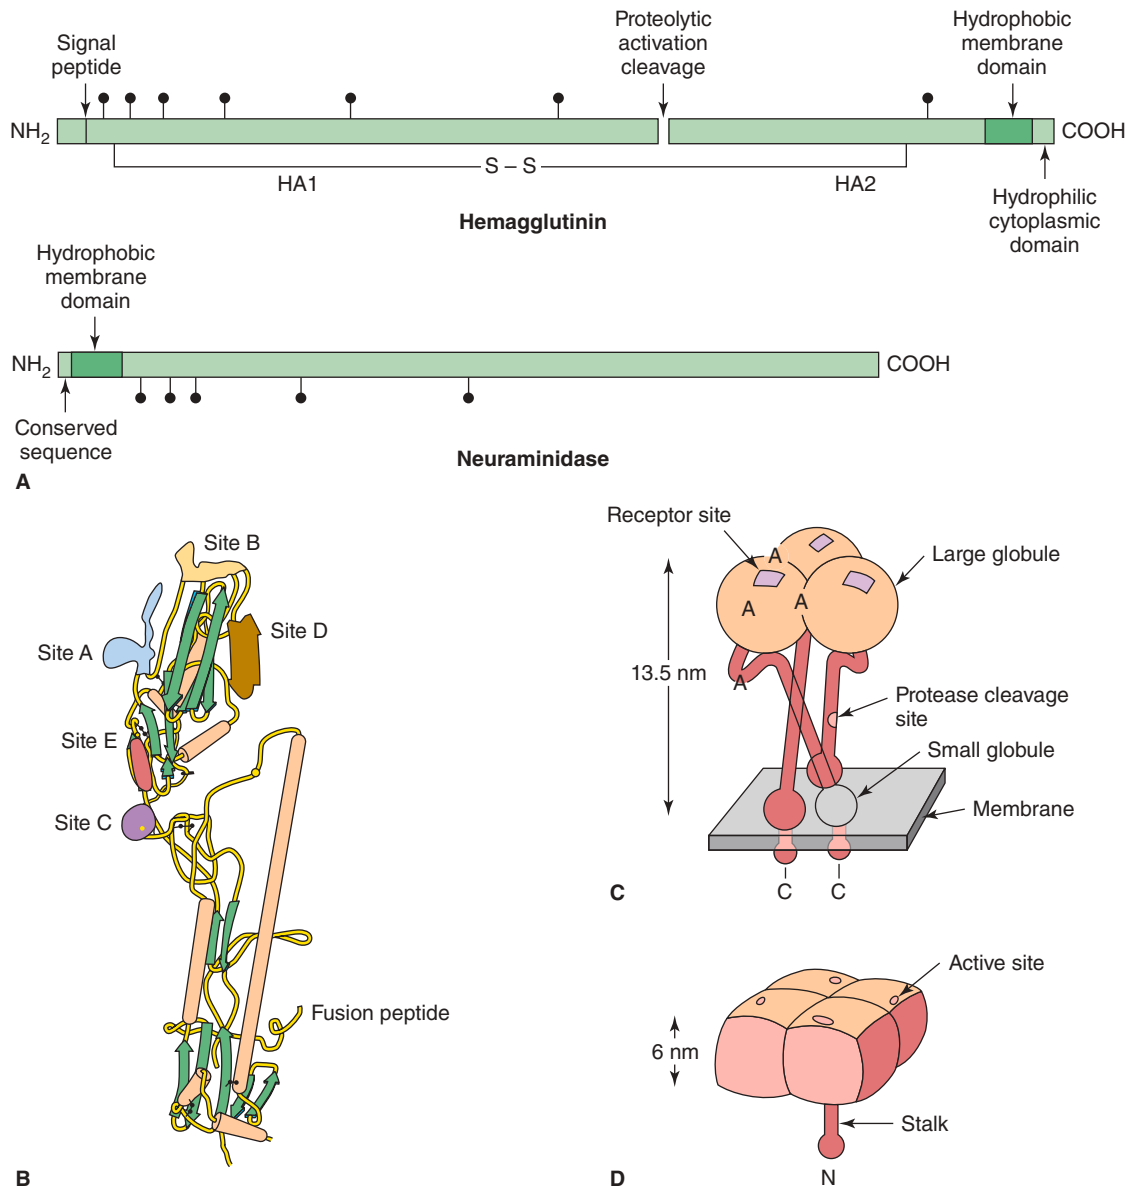 Signal
peptide
Proteolytic
activation
cleavage
Hydrophobic
membrane
domain
NH2
COOH
S – S
HA1
HA2
Hydrophilic
cytoplasmic
domain
Hemagglutinin
Hydrophobic
membrane
domain
NH2
COOH
Conserved
sequence
Neuraminidase
A
Site B
Site A
Site D
Site E
Site C
Fusion peptide
B
Receptor site
Large globule
A
A
A
A
13.5 nm
Protease cleavage
site
Small globule
Membrane
C
C
C
Active site
6 nm
Stalk
N
D